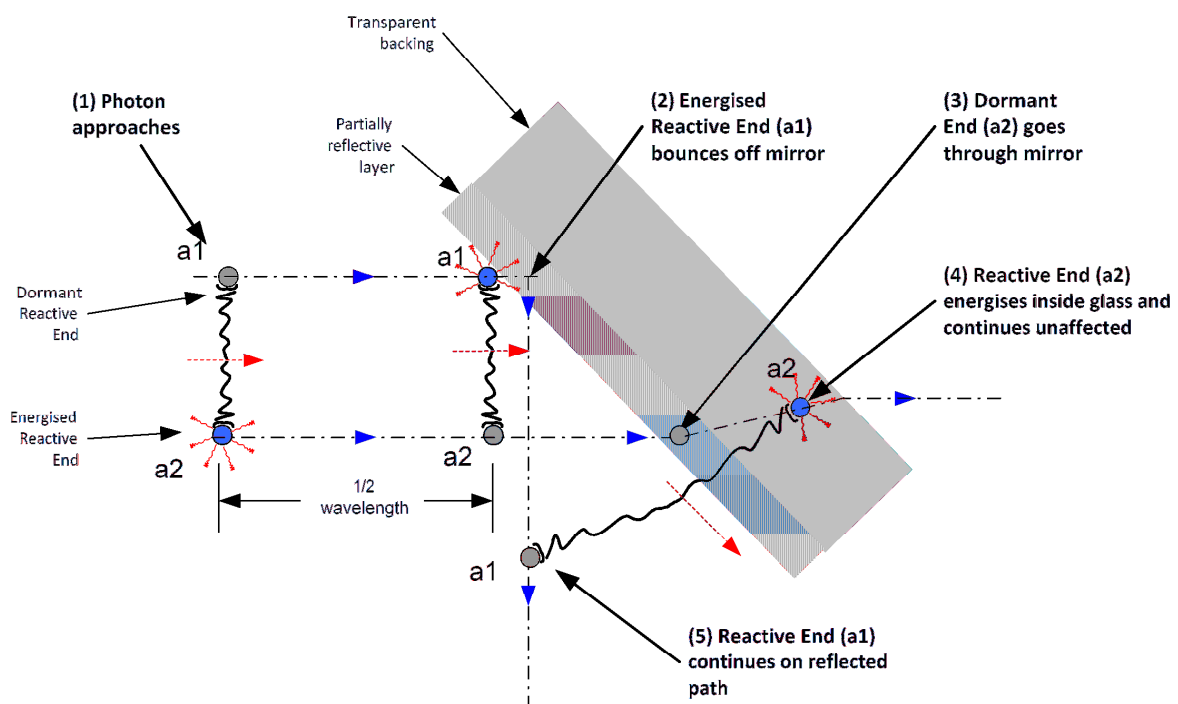 Transparent
backing
(1) Photon
approaches
Partially
reflective
layer
(2) Energised
Reactive End (a1)
bounces off mirror
(3) Dormant
End (a2) goes
through mirror
a1
a1
Dormant
Reactive
End
(4) Reactive End (a2)
energises inside glass and
continues unaffected
a2
Energised
Reactive
End
a2
a2
1/2
wavelength
a1
(5) Reactive End (a1)
continues on reflected
path